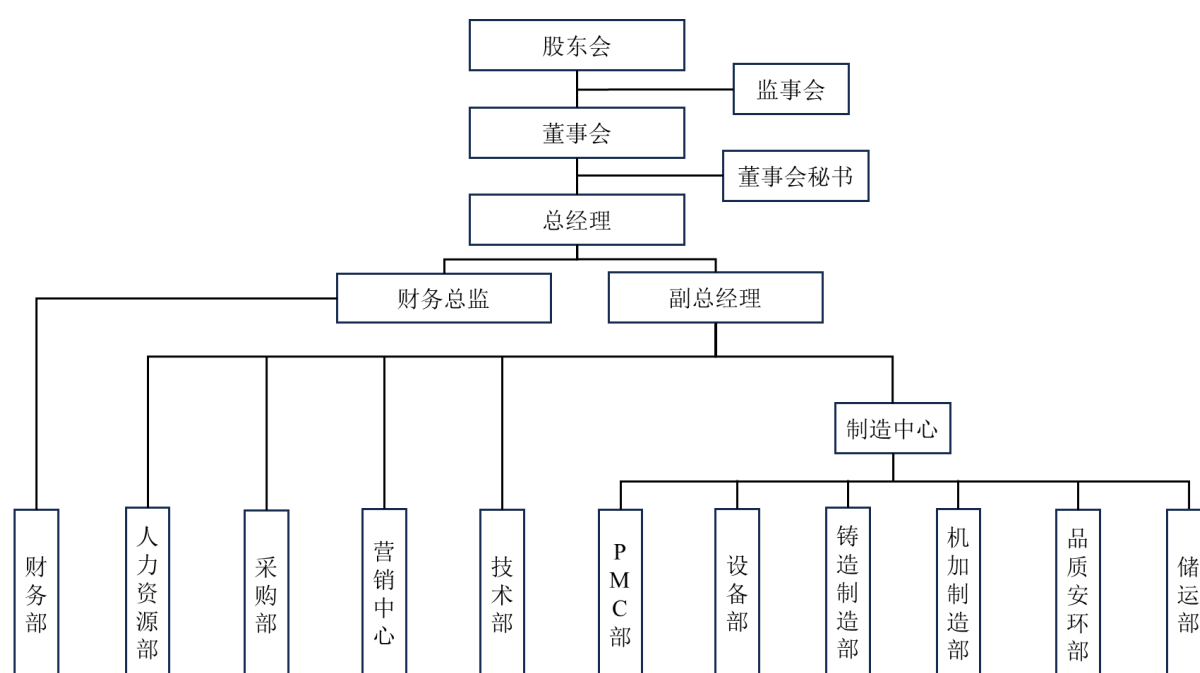 股东会
监事会
董事会
董事会秘书
总经理
财务总监
副总经理
制造中心
财务部
人力资源部
采购部
营销中心
技术部
PMC部
设备部
铸造制造部
机加制造部
品质安环部
储运部